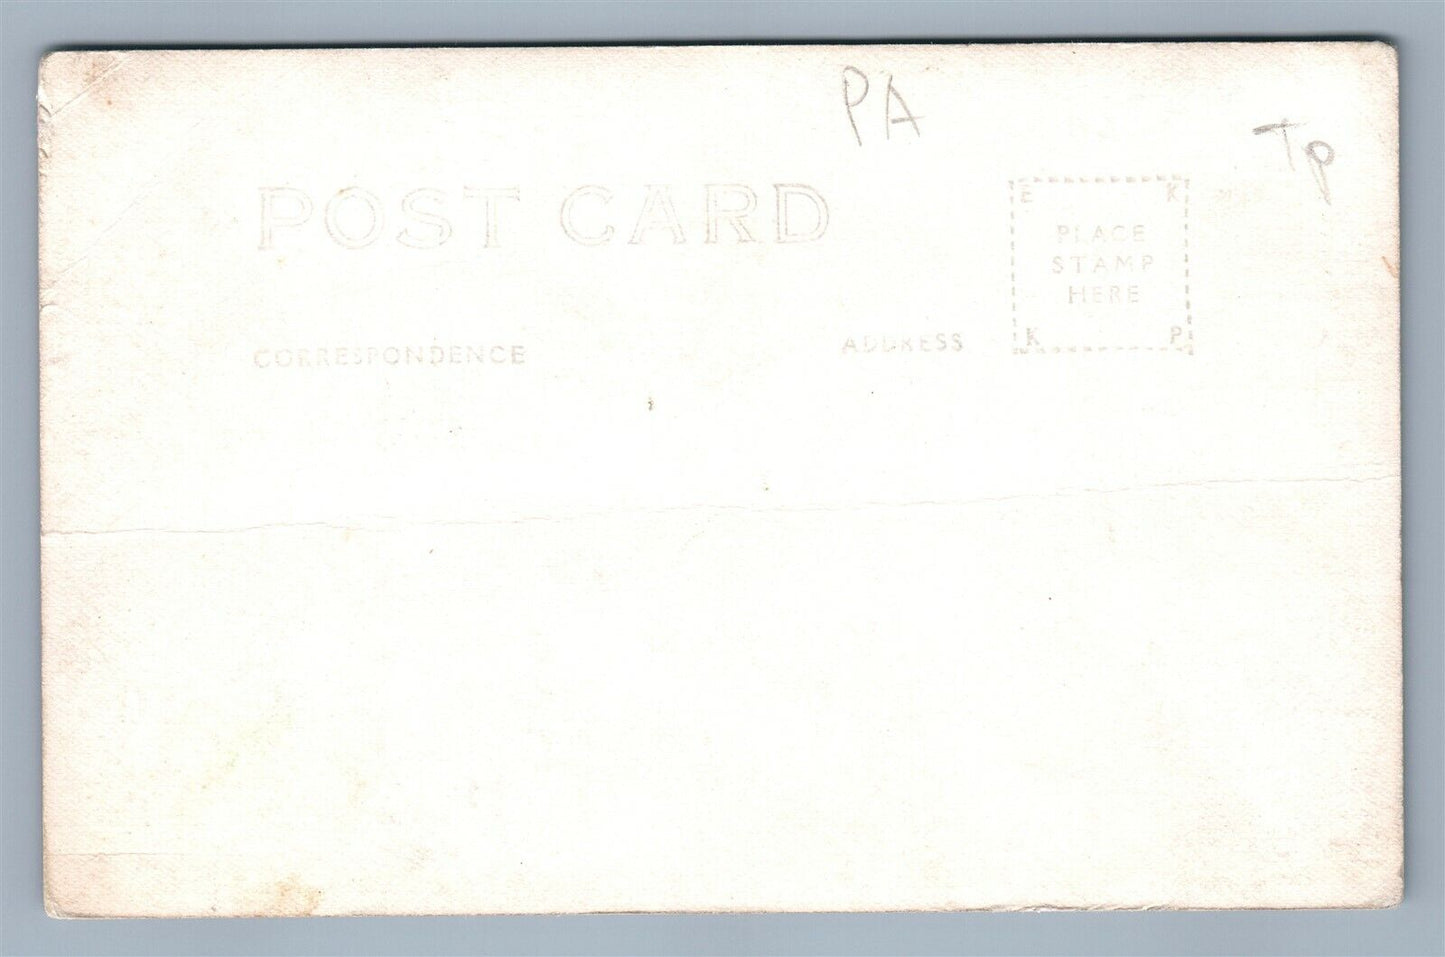 PA
Tp
POST CARD
E K
PLACE
STAMP
HERE
K P
CORRESPONDENCE
ADDRESS